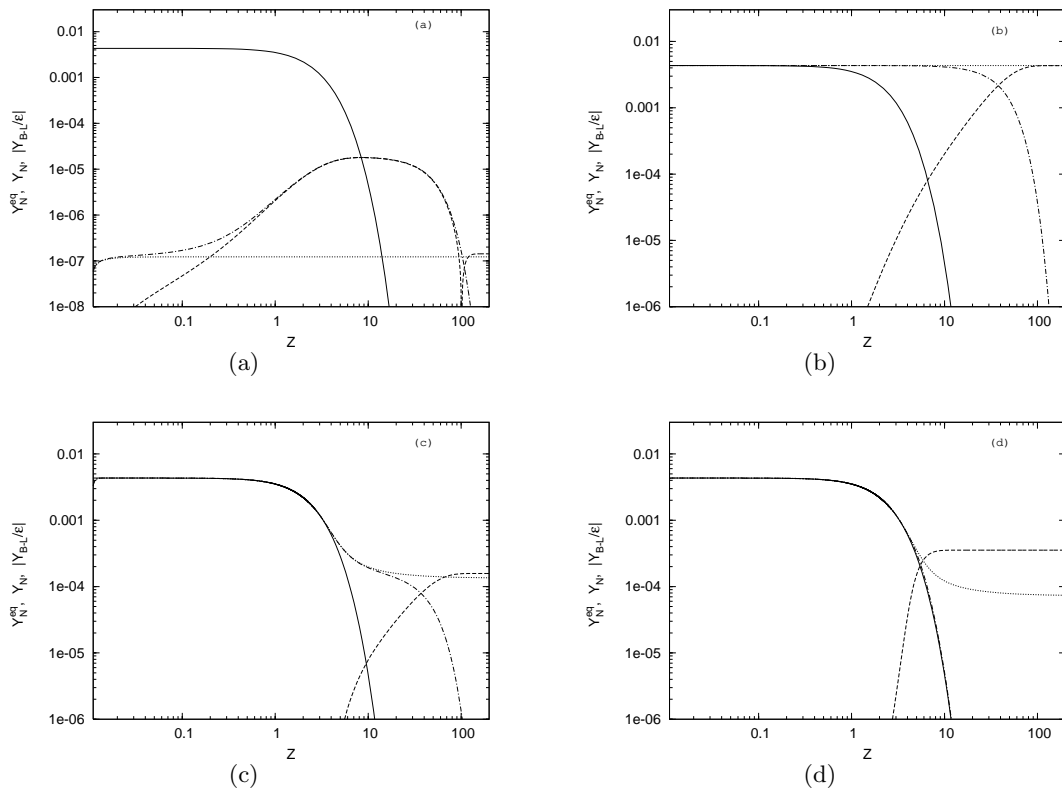 (a)
0.01
0.001
1e-04
1e-05
1e-06
1e-07
1e-08
Y_N^eq, Y_N, |Y_B-L/ε|
0.1 1 10 100
Z
(a)
(b)
0.01
0.001
1e-04
1e-05
1e-06
Y_N^eq, Y_N, |Y_B-L/ε|
0.1 1 10 100
Z
(b)
(c)
0.01
0.001
1e-04
1e-05
1e-06
Y_N^eq, Y_N, |Y_B-L/ε|
0.1 1 10 100
Z
(c)
(d)
0.01
0.001
1e-04
1e-05
1e-06
Y_N^eq, Y_N, |Y_B-L/ε|
0.1 1 10 100
Z
(d)